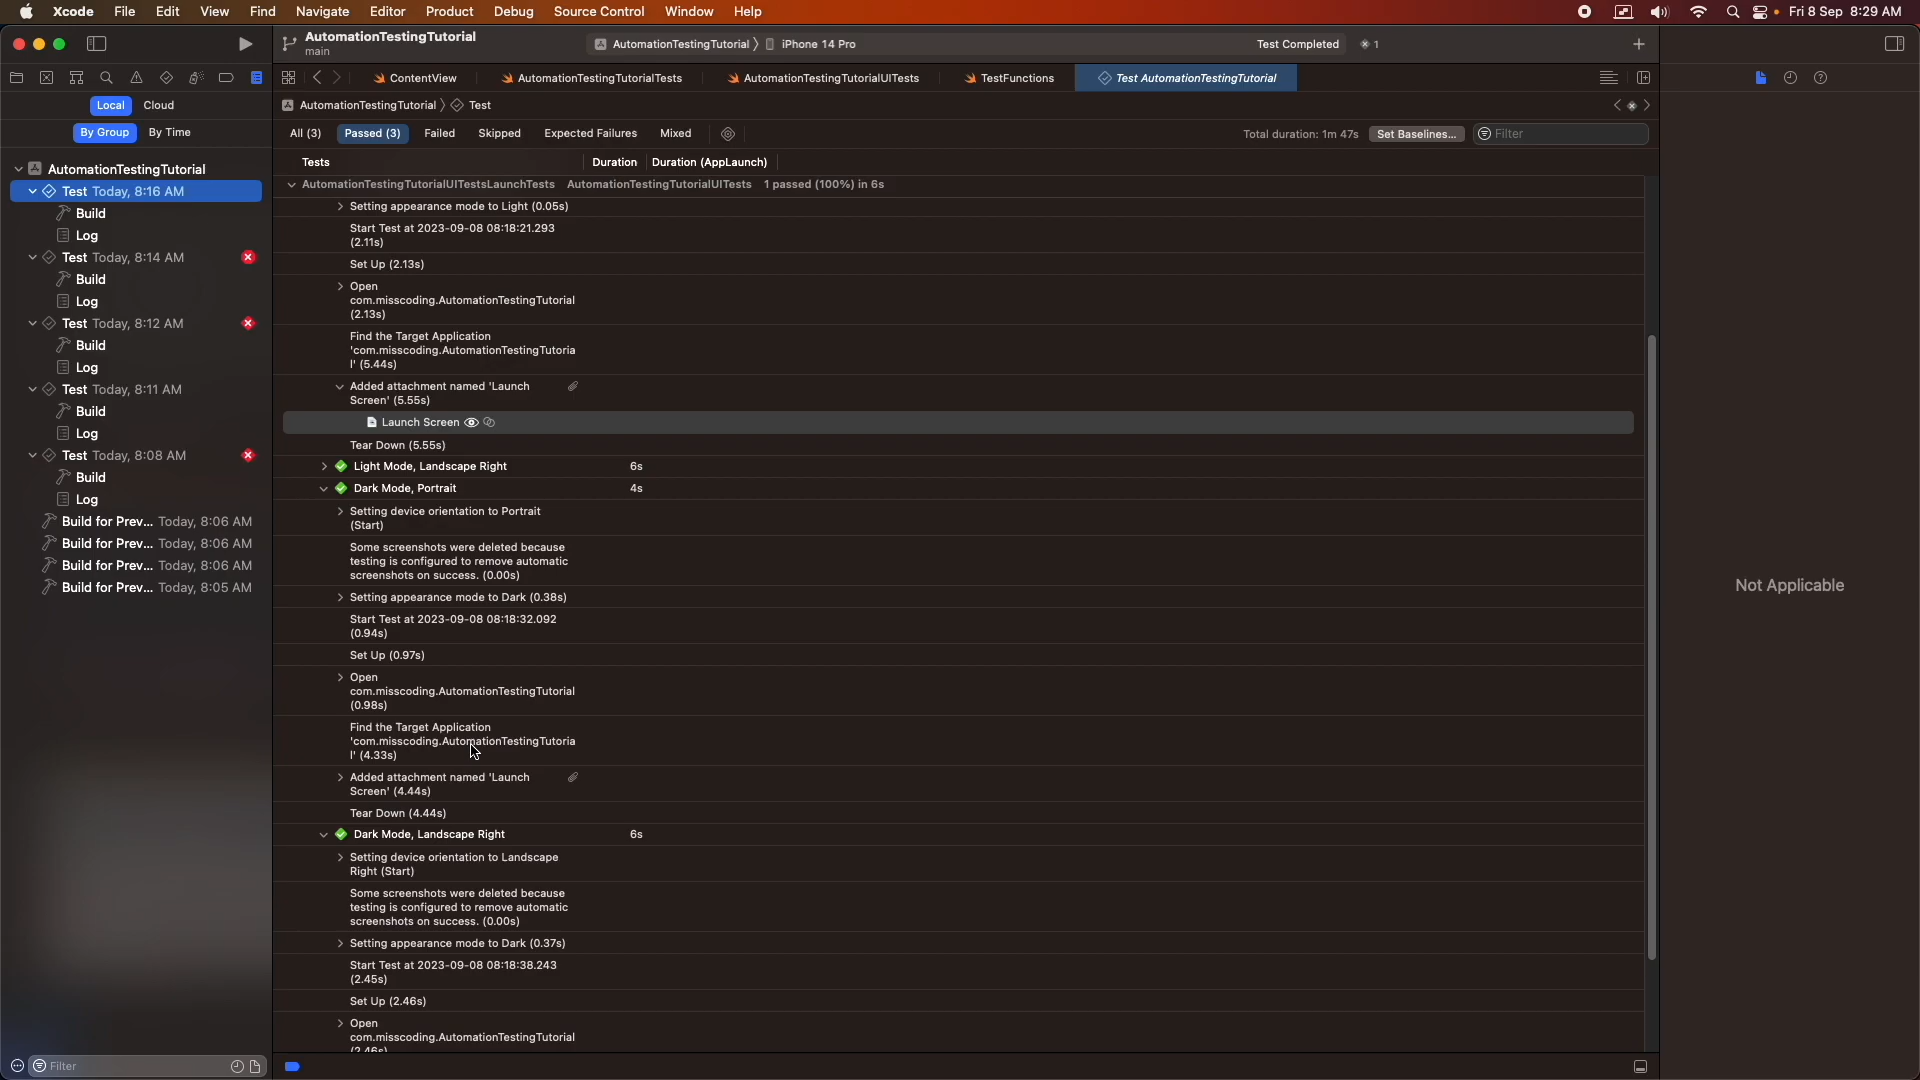 Xcode File Edit View Find Navigate Editor Product Debug Source Control Window Help Fri 8 Sep 8:29 AM
AutomationTestingTutorial
main
AutomationTestingTutorial iPhone 14 Pro Test Completed 1
ContentView AutomationTestingTutorialTests AutomationTestingTutorialUITests TestFunctions Test AutomationTestingTutorial
Local Cloud
AutomationTestingTutorial Test
By Group By Time
All (3) Passed (3) Failed Skipped Expected Failures Mixed Total duration: 1m 47s Set Baselines... Filter
Tests Duration Duration (AppLaunch)
AutomationTestingTutorial
Test Today, 8:16 AM
Build
Log
Test Today, 8:14 AM
Build
Log
Test Today, 8:12 AM
Build
Log
Test Today, 8:11 AM
Build
Log
Test Today, 8:08 AM
Build
Log
Build for Prev... Today, 8:06 AM
Build for Prev... Today, 8:06 AM
Build for Prev... Today, 8:06 AM
Build for Prev... Today, 8:05 AM
Filter
AutomationTestingTutorialUITestsLaunchTests AutomationTestingTutorialUITests 1 passed (100%) in 6s
Setting appearance mode to Light (0.05s)
Start Test at 2023-09-08 08:18:21.293
(2.11s)
Set Up (2.13s)
Open
com.misscoding.AutomationTestingTutorial
(2.13s)
Find the Target Application
'com.misscoding.AutomationTestingTutoria
l' (5.44s)
Added attachment named 'Launch
Screen' (5.55s)
Launch Screen
Tear Down (5.55s)
Light Mode, Landscape Right 6s
Dark Mode, Portrait 4s
Setting device orientation to Portrait
(Start)
Some screenshots were deleted because
testing is configured to remove automatic
screenshots on success. (0.00s)
Setting appearance mode to Dark (0.38s)
Start Test at 2023-09-08 08:18:32.092
(0.94s)
Set Up (0.97s)
Open
com.misscoding.AutomationTestingTutorial
(0.98s)
Find the Target Application
'com.misscoding.AutomationTestingTutoria
l' (4.33s)
Added attachment named 'Launch
Screen' (4.44s)
Tear Down (4.44s)
Dark Mode, Landscape Right 6s
Setting device orientation to Landscape
Right (Start)
Some screenshots were deleted because
testing is configured to remove automatic
screenshots on success. (0.00s)
Setting appearance mode to Dark (0.37s)
Start Test at 2023-09-08 08:18:38.243
(2.45s)
Set Up (2.46s)
Open
com.misscoding.AutomationTestingTutorial
(2.46s)
Not Applicable